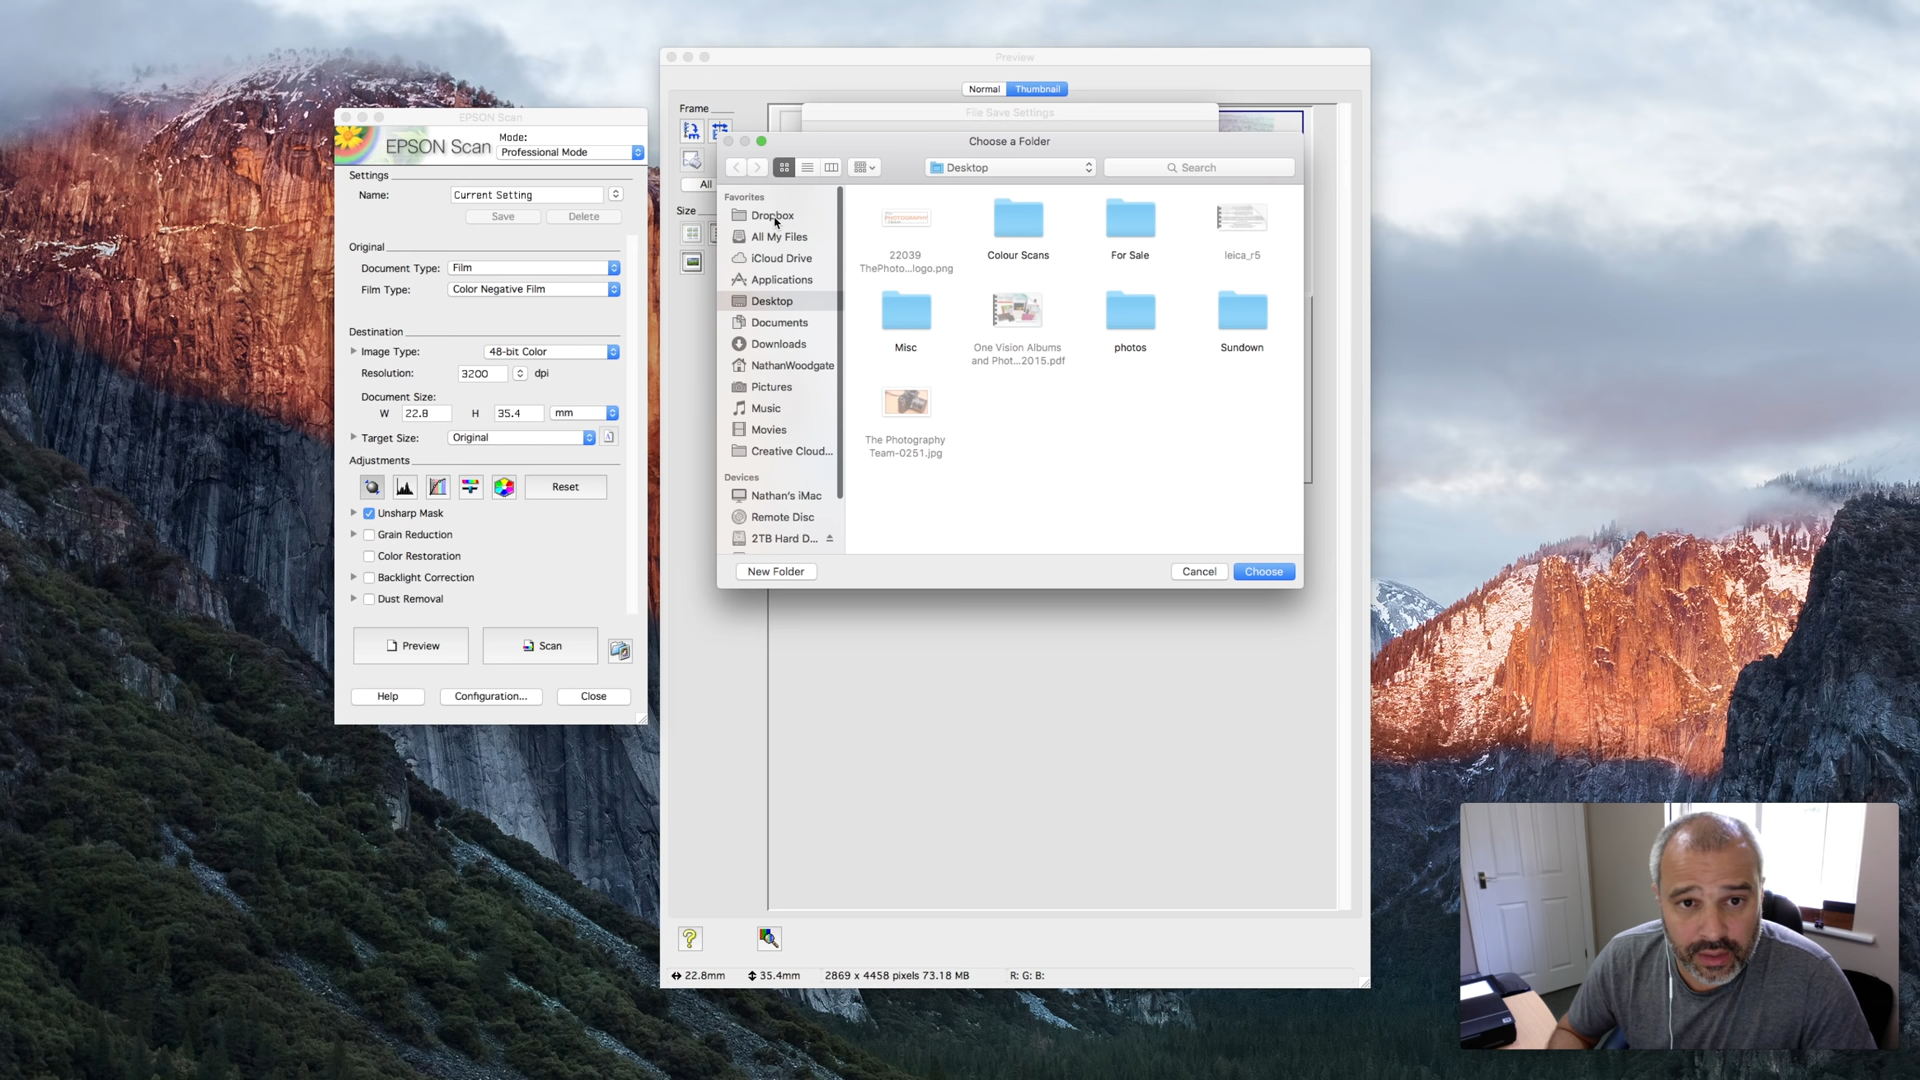 Preview
Normal
Thumbnail
Frame
File Save Settings
All
Size
EPSON Scan
EPSON Scan
Mode:
Professional Mode
Settings
Name:
Current Setting
Save
Delete
Original
Document Type:
Film
Film Type:
Color Negative Film
Destination
Image Type:
48-bit Color
Resolution:
3200
dpi
Document Size:
W
22.8
H
35.4
mm
Target Size:
Original
Adjustments
Reset
Unsharp Mask
Grain Reduction
Color Restoration
Backlight Correction
Dust Removal
Preview
Scan
Help
Configuration...
Close
Choose a Folder
Desktop
Search
Favorites
Dropbox
All My Files
iCloud Drive
Applications
Desktop
Documents
Downloads
NathanWoodgate
Pictures
Music
Movies
Creative Cloud...
Devices
Nathan's iMac
Remote Disc
2TB Hard D...
22039
ThePhoto...logo.png
Colour Scans
For Sale
leica_r5
Misc
One Vision Albums
and Phot...2015.pdf
photos
Sundown
The Photography
Team-0251.jpg
New Folder
Cancel
Choose
22.8mm
35.4mm
2869 x 4458 pixels 73.18 MB
R: G: B: